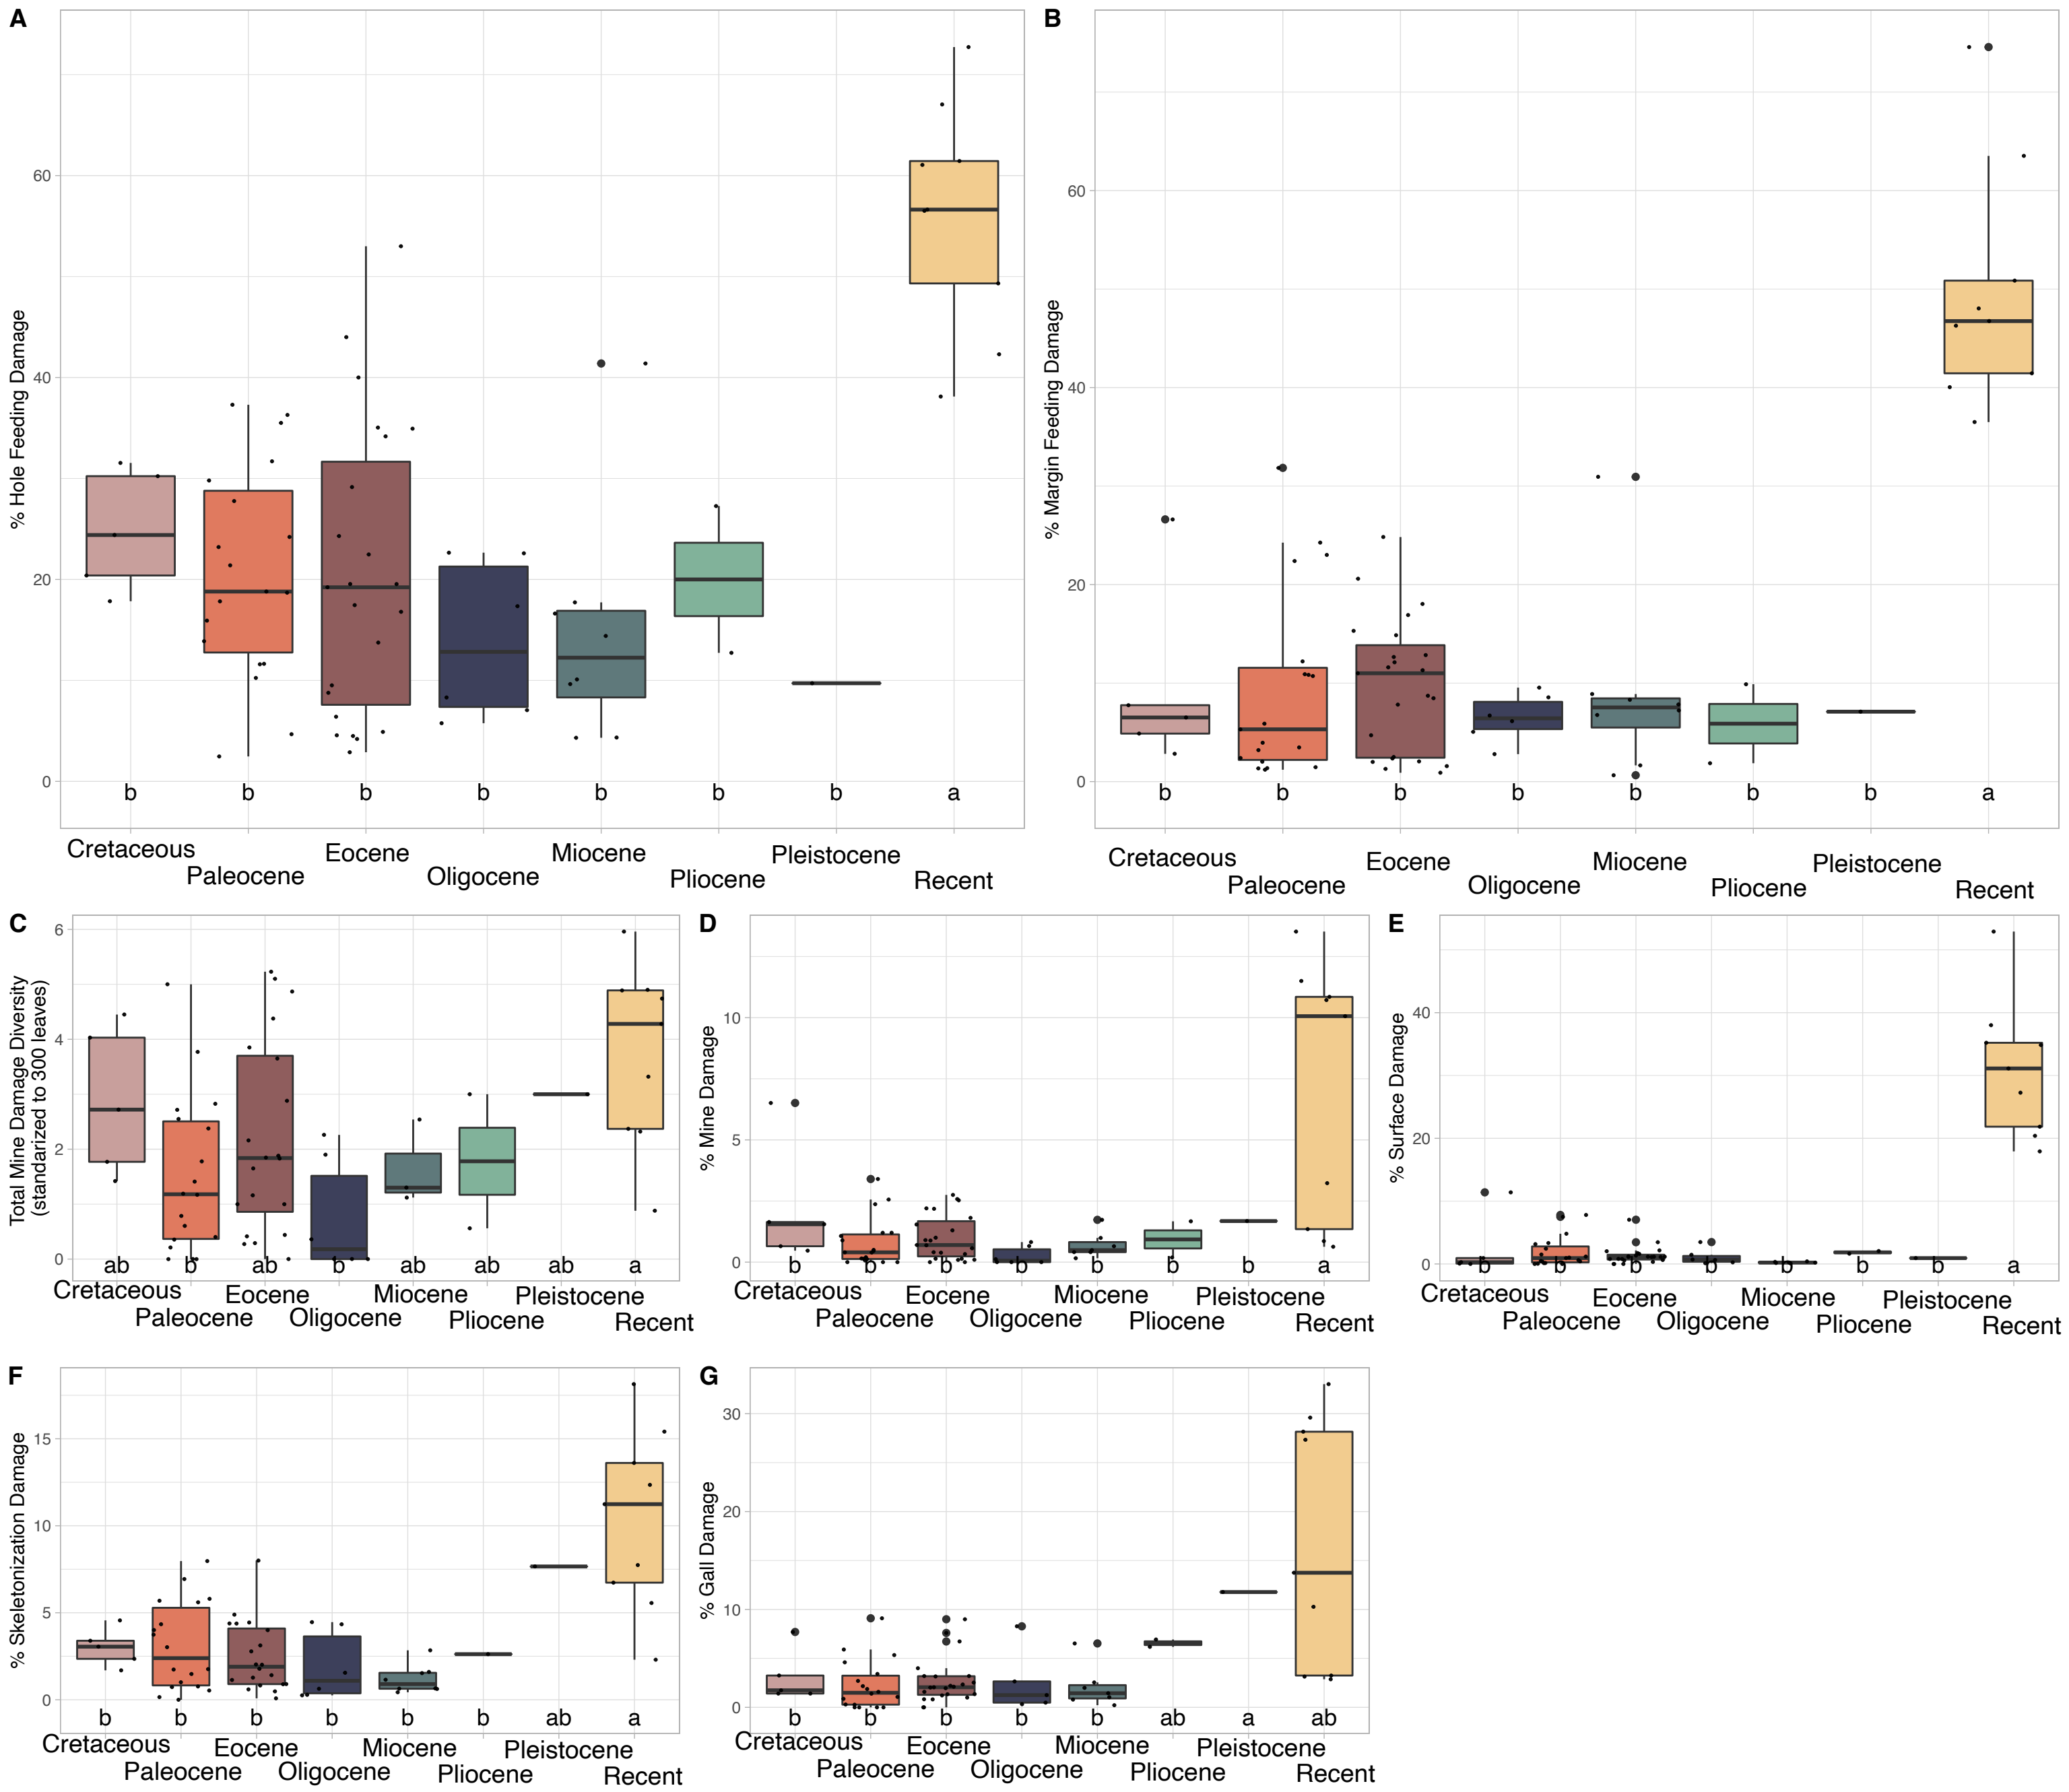 A
% Hole Feeding Damage
60
40
20
0
b b b b b b b a
Cretaceous
Paleocene
Eocene
Oligocene
Miocene
Pliocene
Pleistocene
Recent
B
% Margin Feeding Damage
60
40
20
0
b b b b b b b a
Cretaceous
Paleocene
Eocene
Oligocene
Miocene
Pliocene
Pleistocene
Recent
C
Total Mine Damage Diversity
(standarized to 300 leaves)
6
4
2
0
ab b ab b ab ab ab a
Cretaceous
Paleocene
Eocene
Oligocene
Miocene
Pliocene
Pleistocene
Recent
D
% Mine Damage
10
5
0
b b b b b b b a
Cretaceous
Paleocene
Eocene
Oligocene
Miocene
Pliocene
Pleistocene
Recent
E
% Surface Damage
40
20
0
b b b b b b b a
Cretaceous
Paleocene
Eocene
Oligocene
Miocene
Pliocene
Pleistocene
Recent
F
% Skeletonization Damage
15
10
5
0
b b b b b b ab a
Cretaceous
Paleocene
Eocene
Oligocene
Miocene
Pliocene
Pleistocene
Recent
G
% Gall Damage
30
20
10
0
b b b b b ab a ab
Cretaceous
Paleocene
Eocene
Oligocene
Miocene
Pliocene
Pleistocene
Recent